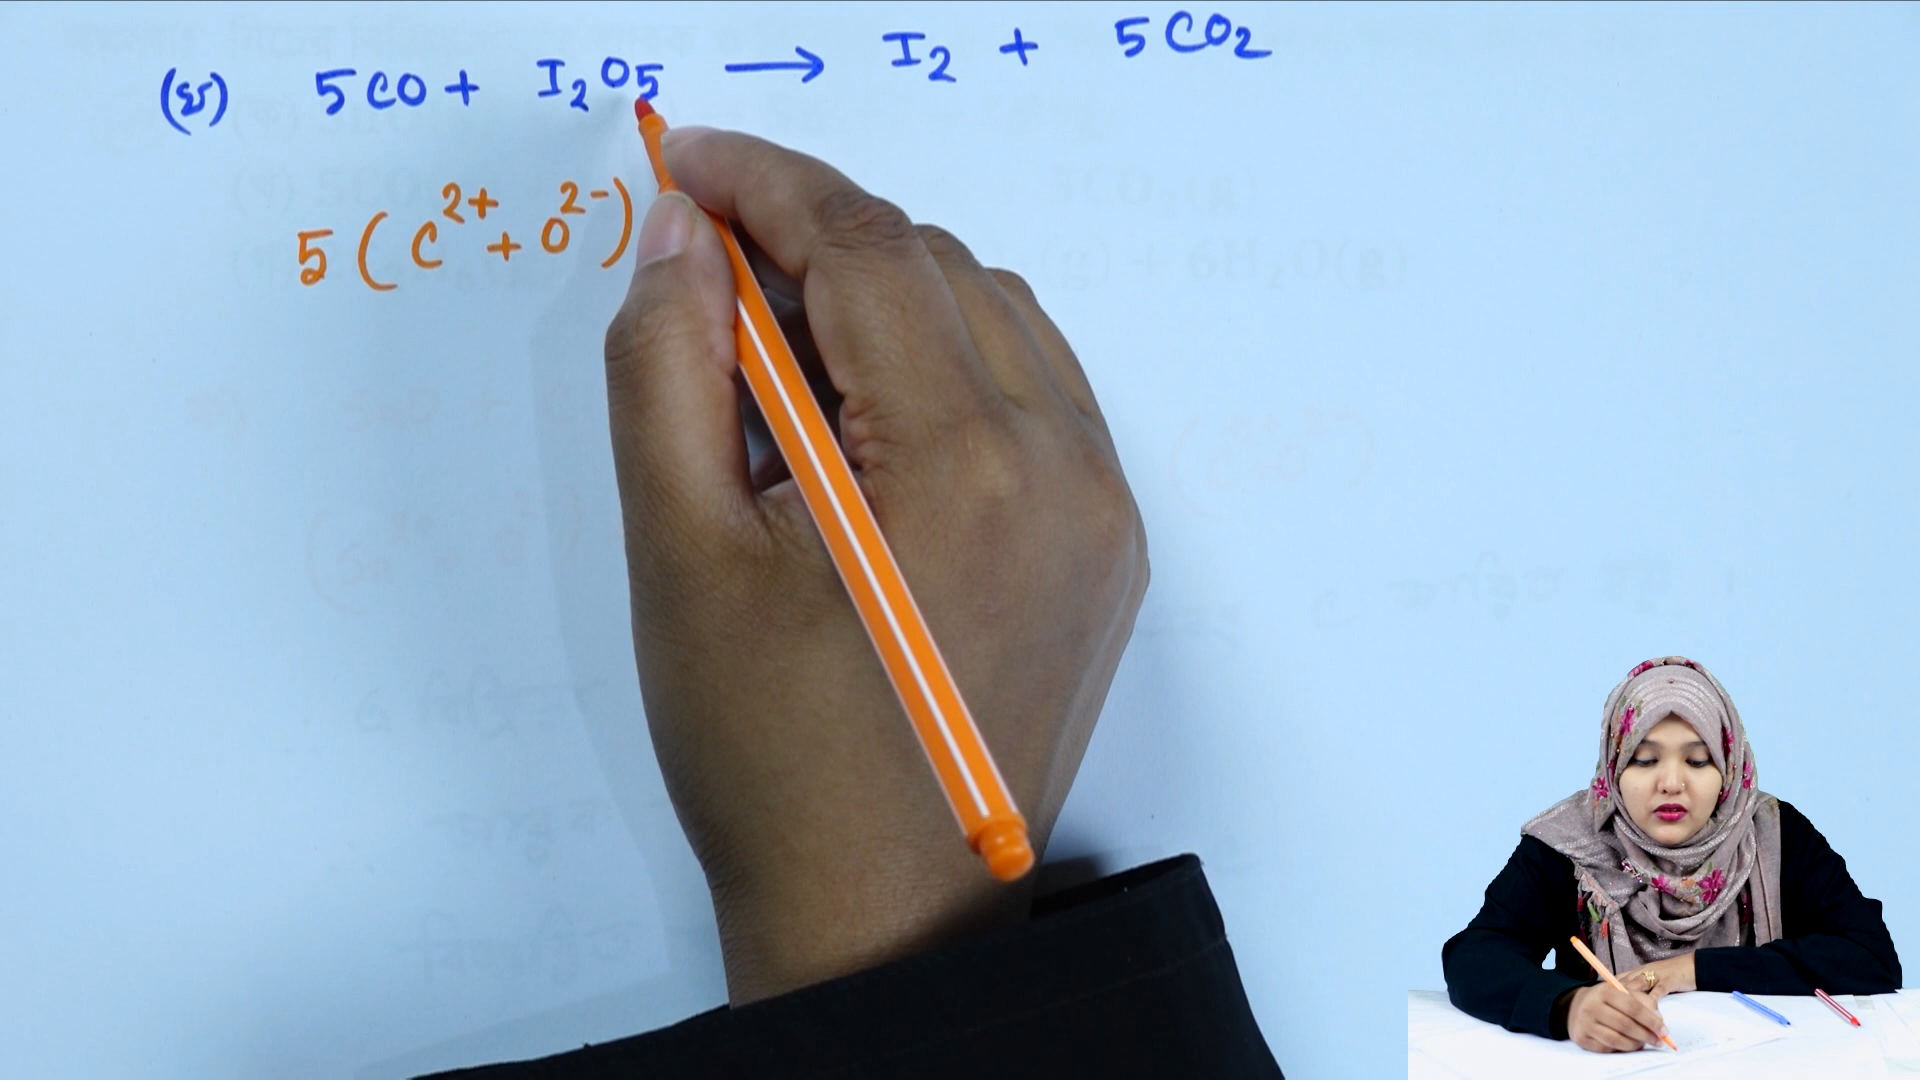 (ঘ) 5CO + I₂O₅ ⟶ I₂ + 5CO₂
5 ( C²⁺ + O²⁻ )